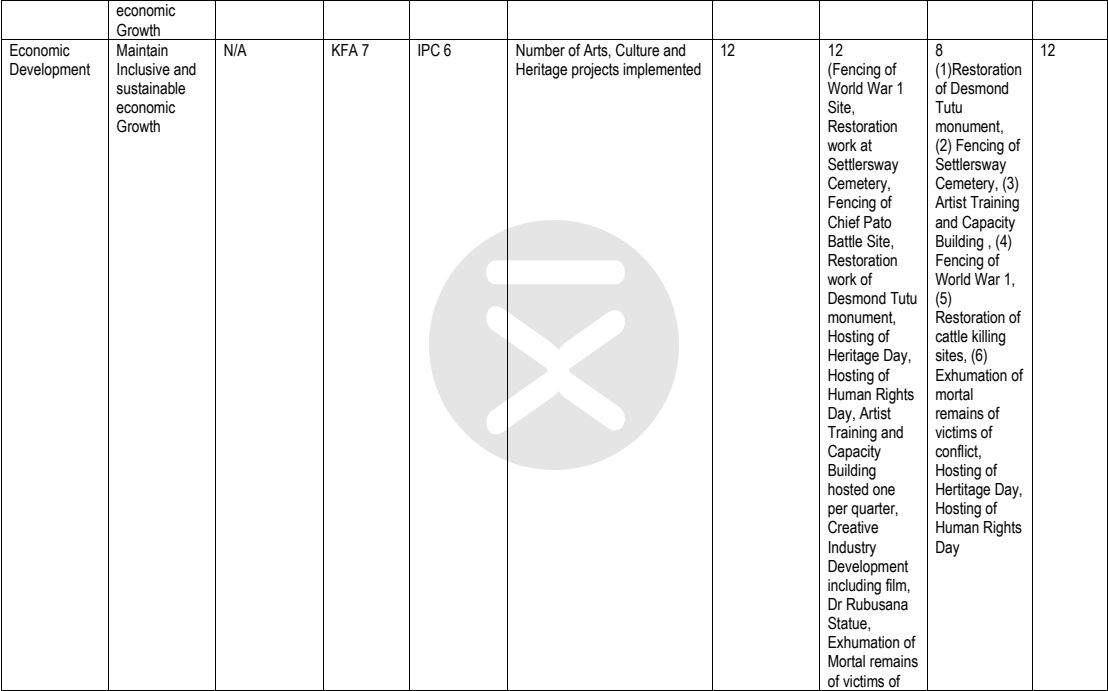 economic
Growth
Economic
Development
Maintain
Inclusive and
sustainable
economic
Growth
N/A
KFA 7
IPC 6
Number of Arts, Culture and
Heritage projects implemented
12
12
(Fencing of
World War 1
Site,
Restoration
work at
Settlersway
Cemetery,
Fencing of
Chief Pato
Battle Site,
Restoration
work of
Desmond Tutu
monument,
Hosting of
Heritage Day,
Hosting of
Human Rights
Day, Artist
Training and
Capacity
Building
hosted one
per quarter,
Creative
Industry
Development
including film,
Dr Rubusana
Statue,
Exhumation of
Mortal remains
of victims of
8
(1)Restoration
of Desmond
Tutu
monument,
(2) Fencing of
Settlersway
Cemetery, (3)
Artist Training
and Capacity
Building , (4)
Fencing of
World War 1,
(5)
Restoration of
cattle killing
sites, (6)
Exhumation of
mortal
remains of
victims of
conflict,
Hosting of
Hertitage Day,
Hosting of
Human Rights
Day
12